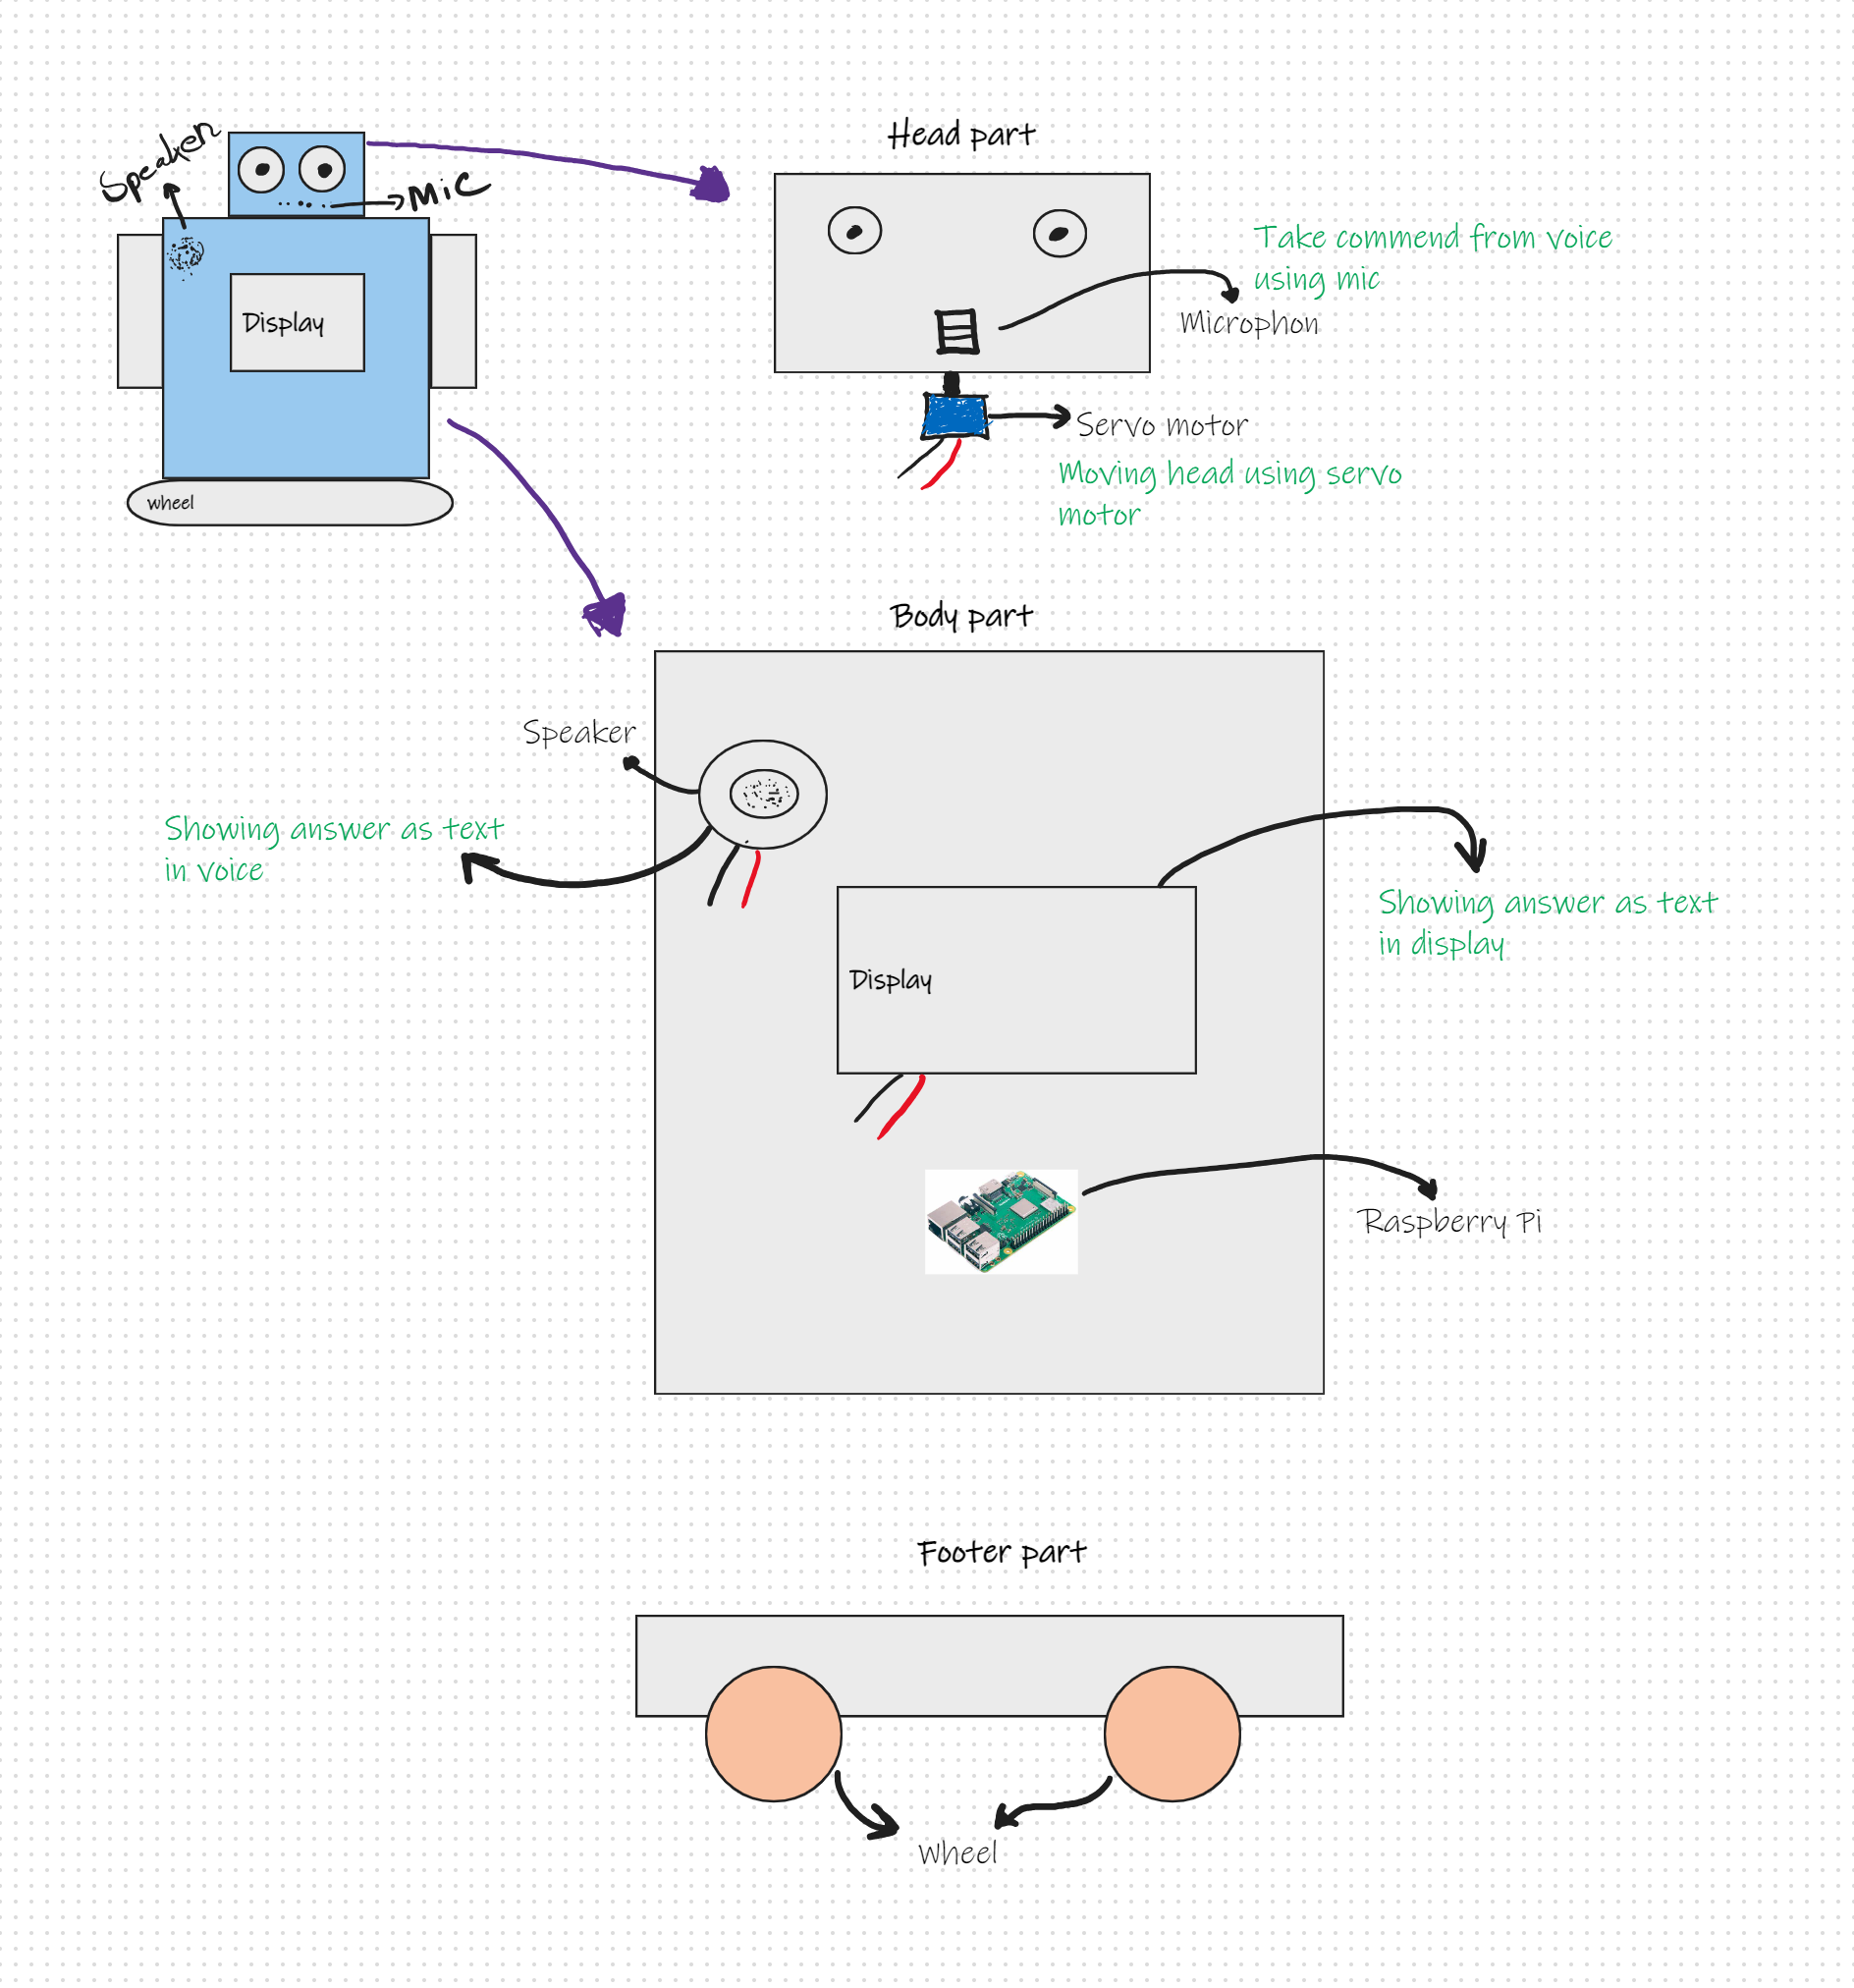 Speaker
MiC
Display
wheel
Head part
Take commend from voice
using mic
Microphon
Servo motor
Moving head using servo
motor
Body part
Speaker
Showing answer as text
in voice
Display
Showing answer as text
in display
Raspberry Pi
Footer part
Wheel